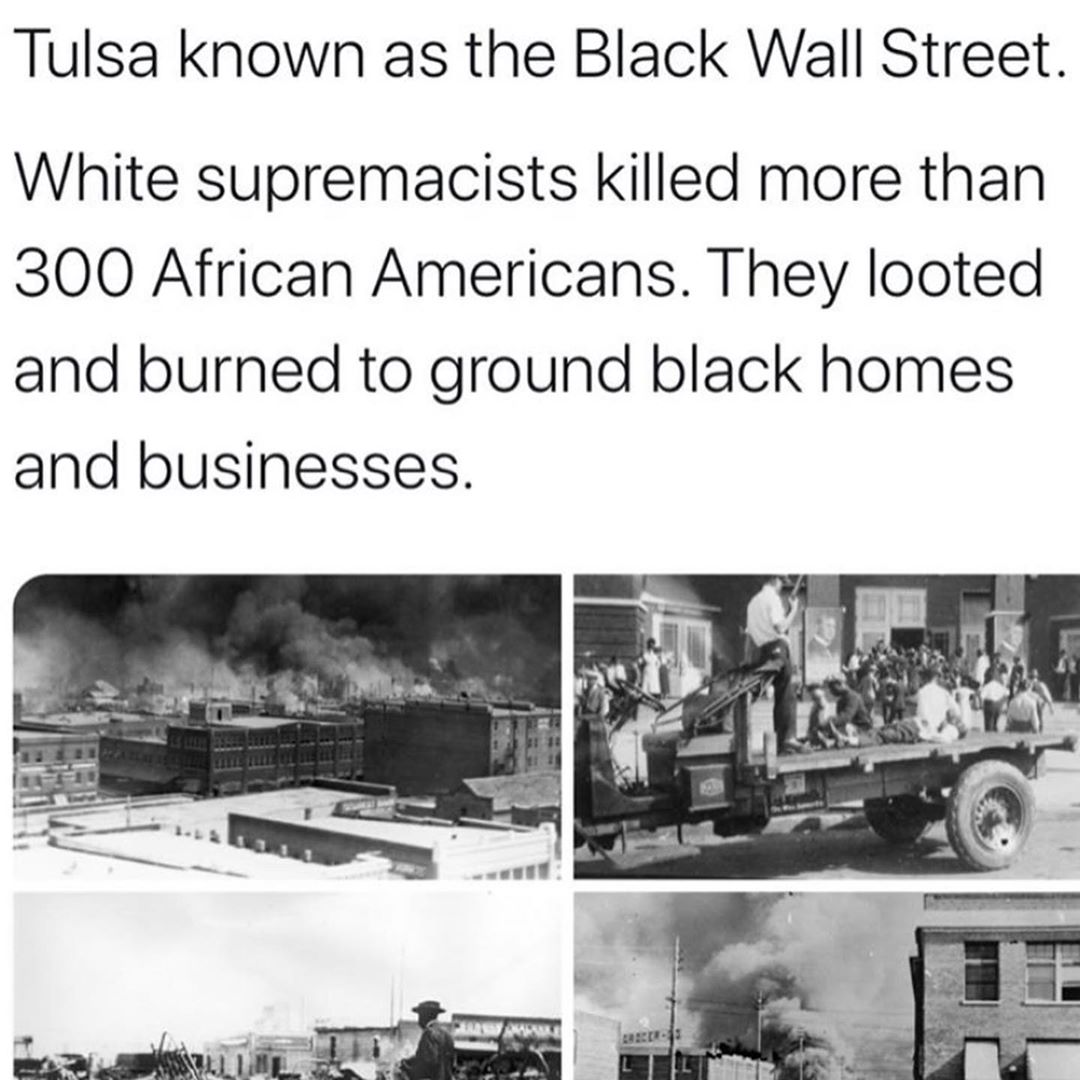 Tulsa known as the Black Wall Street.
White supremacists killed more than
300 African Americans. They looted
and burned to ground black homes
and businesses.